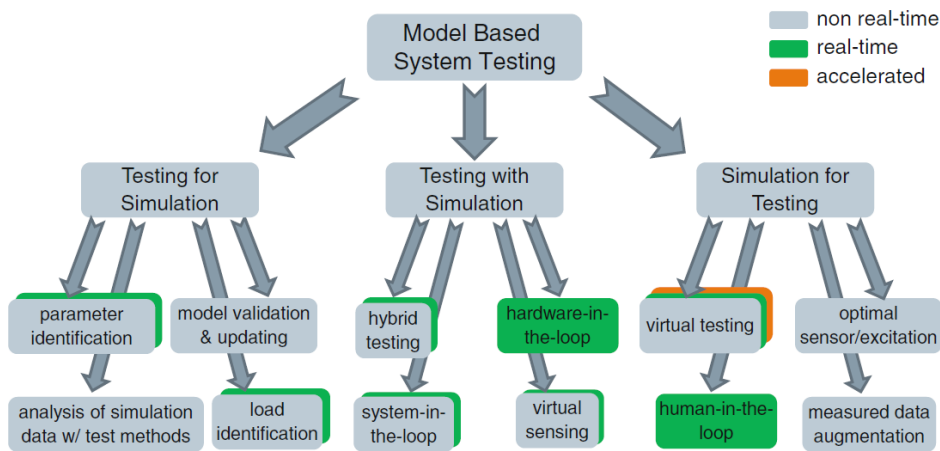 Model Based
System Testing
non real-time
real-time
accelerated
Testing for
Simulation
Testing with
Simulation
Simulation for
Testing
parameter
identification
model validation
& updating
hybrid
testing
hardware-in-
the-loop
virtual testing
optimal
sensor/excitation
analysis of simulation
data w/ test methods
load
identification
system-in-
the-loop
virtual
sensing
human-in-the-
loop
measured data
augmentation